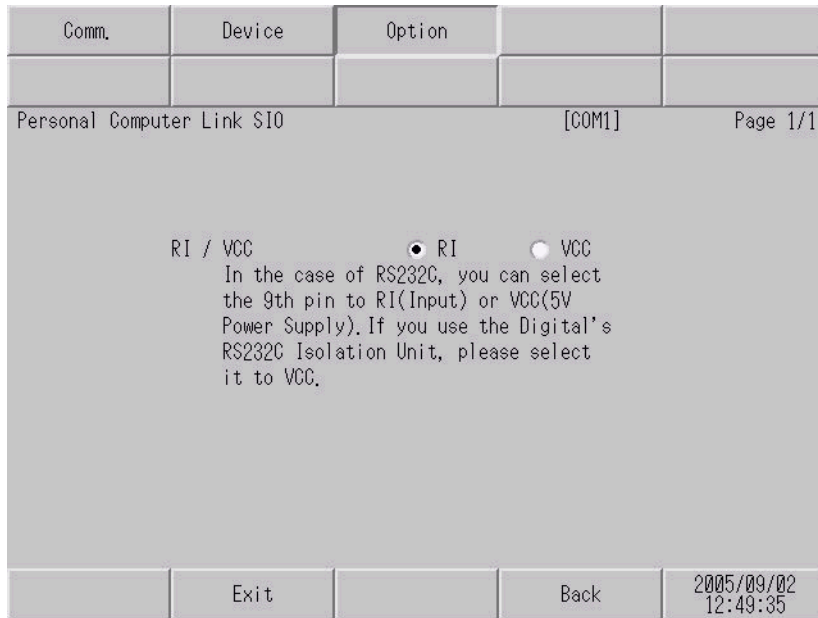 Comm. Device Option
Personal Computer Link SIO [COM1] Page 1/1
RI / VCC RI VCC
In the case of RS232C, you can select
the 9th pin to RI(Input) or VCC(5V
Power Supply).If you use the Digital's
RS232C Isolation Unit, please select
it to VCC.
Exit Back 2005/09/02
12:49:35